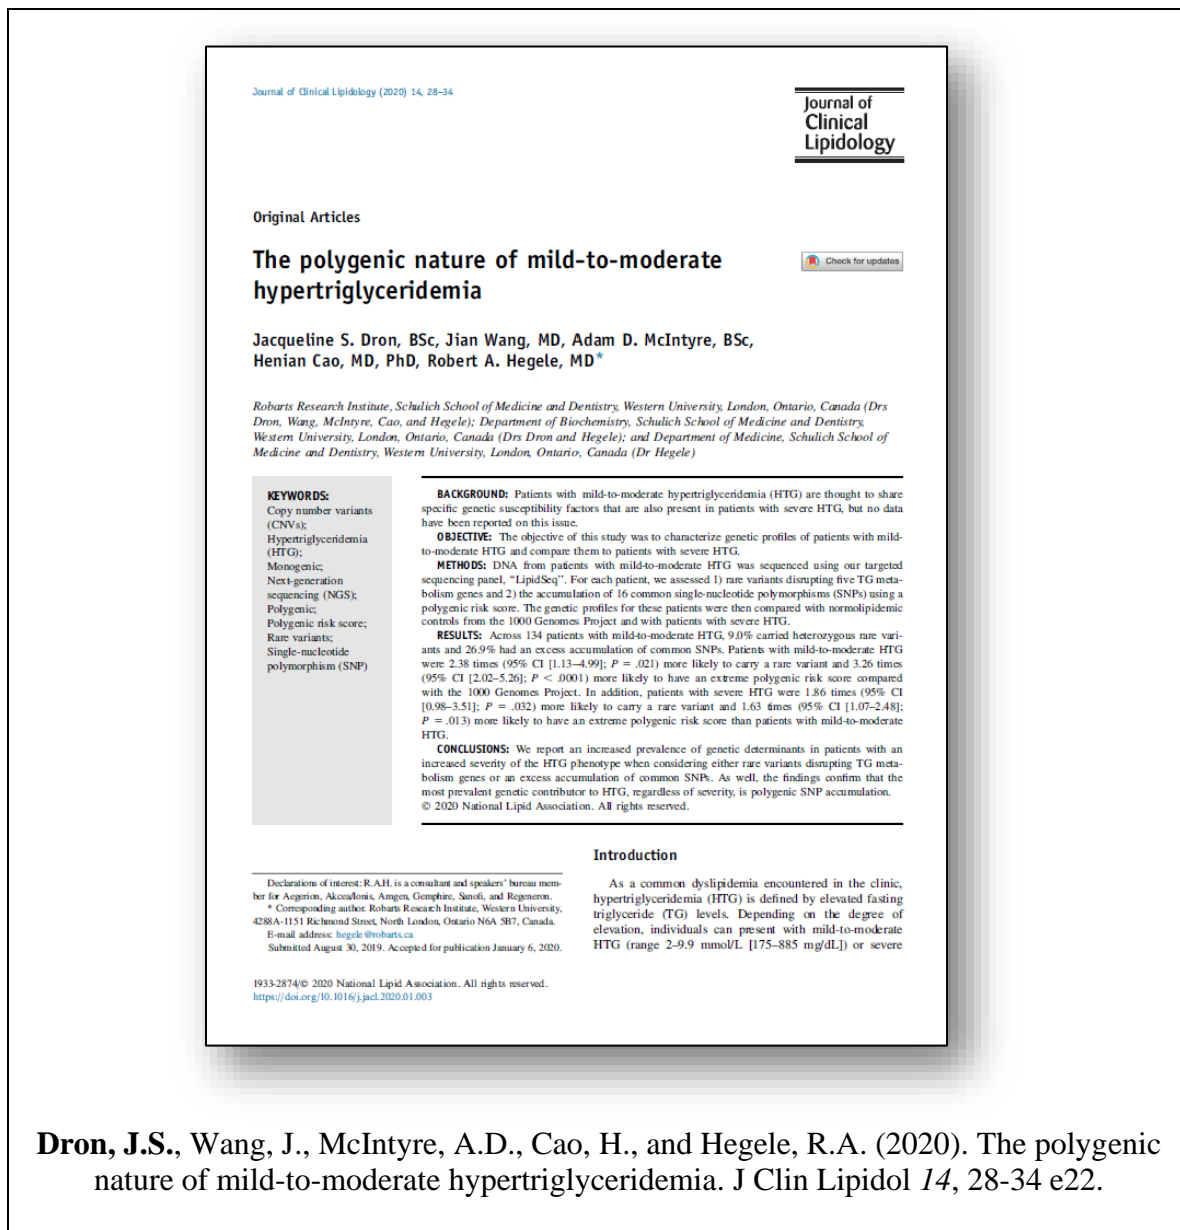 Journal of Clinical Lipidology (2020) 14, 28–34
Journal of
Clinical
Lipidology
Original Articles
The polygenic nature of mild-to-moderate
hypertriglyceridemia
Check for updates
Jacqueline S. Dron, BSc, Jian Wang, MD, Adam D. McIntyre, BSc,
Henian Cao, MD, PhD, Robert A. Hegele, MD*
Robarts Research Institute, Schulich School of Medicine and Dentistry, Western University, London, Ontario, Canada (Drs
Dron, Wang, McIntyre, Cao, and Hegele); Department of Biochemistry, Schulich School of Medicine and Dentistry,
Western University, London, Ontario, Canada (Drs Dron and Hegele); and Department of Medicine, Schulich School of
Medicine and Dentistry, Western University, London, Ontario, Canada (Dr Hegele)
KEYWORDS:
Copy number variants
(CNVs);
Hypertriglyceridemia
(HTG);
Monogenic;
Next-generation
sequencing (NGS);
Polygenic;
Polygenic risk score;
Rare variants;
Single-nucleotide
polymorphism (SNP)
BACKGROUND: Patients with mild-to-moderate hypertriglyceridemia (HTG) are thought to share
specific genetic susceptibility factors that are also present in patients with severe HTG, but no data
have been reported on this issue.
OBJECTIVE: The objective of this study was to characterize genetic profiles of patients with mild-
to-moderate HTG and compare them to patients with severe HTG.
METHODS: DNA from patients with mild-to-moderate HTG was sequenced using our targeted
sequencing panel, "LipidSeq". For each patient, we assessed 1) rare variants disrupting five TG meta-
bolism genes and 2) the accumulation of 16 common single-nucleotide polymorphisms (SNPs) using a
polygenic risk score. The genetic profiles for these patients were then compared with normolipidemic
controls from the 1000 Genomes Project and with patients with severe HTG.
RESULTS: Across 134 patients with mild-to-moderate HTG, 9.0% carried heterozygous rare vari-
ants and 26.9% had an excess accumulation of common SNPs. Patients with mild-to-moderate HTG
were 2.38 times (95% CI [1.13–4.99]; P = .021) more likely to carry a rare variant and 3.26 times
(95% CI [2.02–5.26]; P < .0001) more likely to have an extreme polygenic risk score compared
with the 1000 Genomes Project. In addition, patients with severe HTG were 1.86 times (95% CI
[0.98–3.51]; P = .032) more likely to carry a rare variant and 1.63 times (95% CI [1.07–2.48];
P = .013) more likely to have an extreme polygenic risk score than patients with mild-to-moderate
HTG.
CONCLUSIONS: We report an increased prevalence of genetic determinants in patients with an
increased severity of the HTG phenotype when considering either rare variants disrupting TG meta-
bolism genes or an excess accumulation of common SNPs. As well, the findings confirm that the
most prevalent genetic contributor to HTG, regardless of severity, is polygenic SNP accumulation.
© 2020 National Lipid Association. All rights reserved.
Declarations of interest: R.A.H. is a consultant and speakers' bureau mem-
ber for Aegerion, Akcea/Ionis, Amgen, Gemphire, Sanofi, and Regeneron.
* Corresponding author. Robarts Research Institute, Western University,
4288A-1151 Richmond Street, North London, Ontario N6A 5B7, Canada.
E-mail address: hegele@robarts.ca
Submitted August 30, 2019. Accepted for publication January 6, 2020.
Introduction
As a common dyslipidemia encountered in the clinic,
hypertriglyceridemia (HTG) is defined by elevated fasting
triglyceride (TG) levels. Depending on the degree of
elevation, individuals can present with mild-to-moderate
HTG (range 2–9.9 mmol/L [175–885 mg/dL]) or severe
1933-2874/© 2020 National Lipid Association. All rights reserved.
https://doi.org/10.1016/j.jacl.2020.01.003
Dron, J.S., Wang, J., McIntyre, A.D., Cao, H., and Hegele, R.A. (2020). The polygenic
nature of mild-to-moderate hypertriglyceridemia. J Clin Lipidol 14, 28-34 e22.